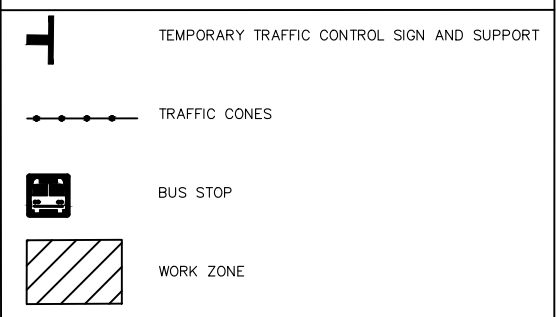 TEMPORARY TRAFFIC CONTROL SIGN AND SUPPORT
TRAFFIC CONES
BUS STOP
WORK ZONE